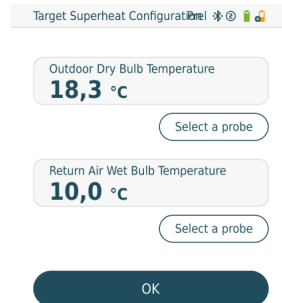 Target Superheat Configuration Prel
Outdoor Dry Bulb Temperature
18,3 °C
Select a probe
Return Air Wet Bulb Temperature
10,0 °C
Select a probe
OK